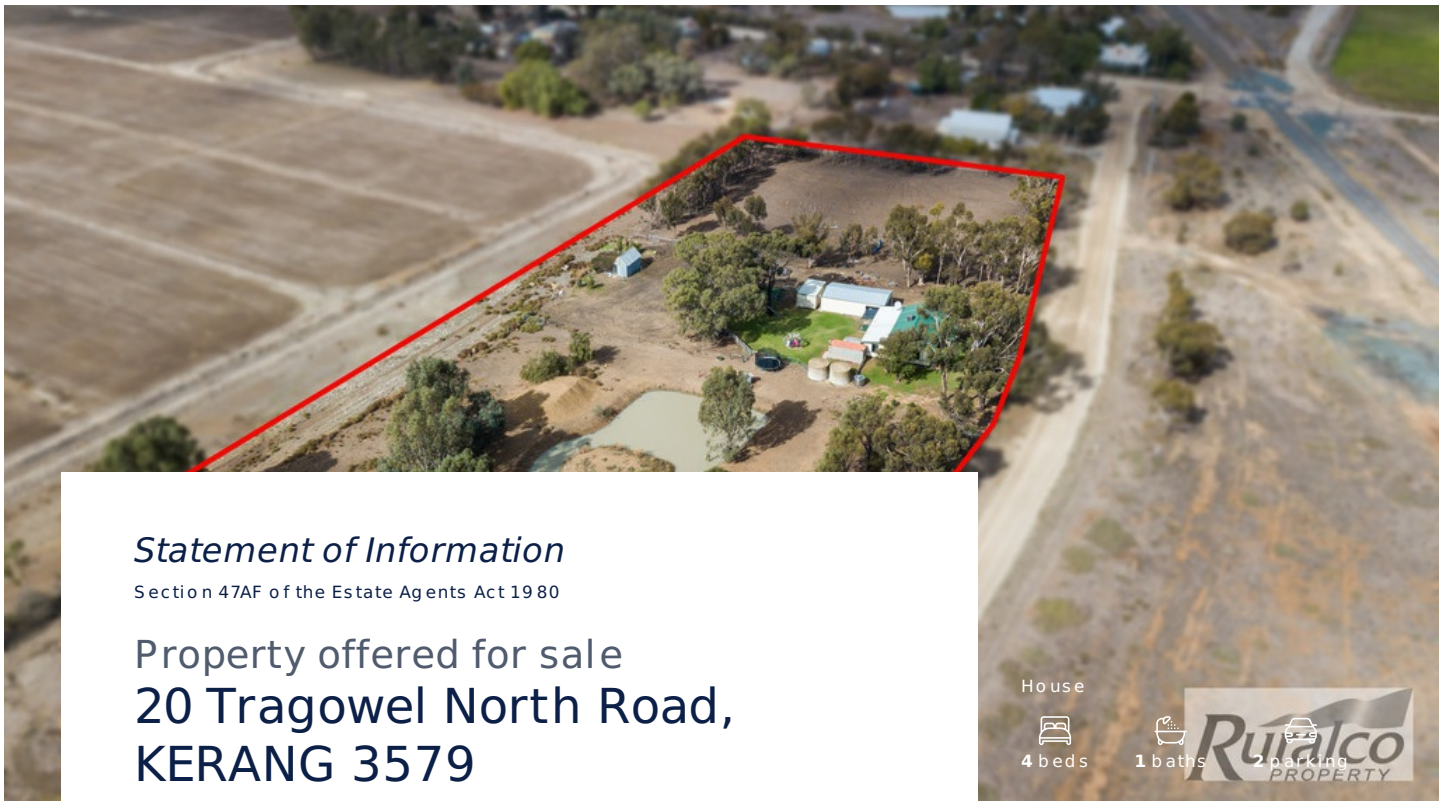 Statement of Information
Section 47AF of the Estate Agents Act 1980
Property offered for sale
20 Tragowel North Road,
KERANG 3579
House
4 beds 1 baths 2 parking
Ruralco
PROPERTY